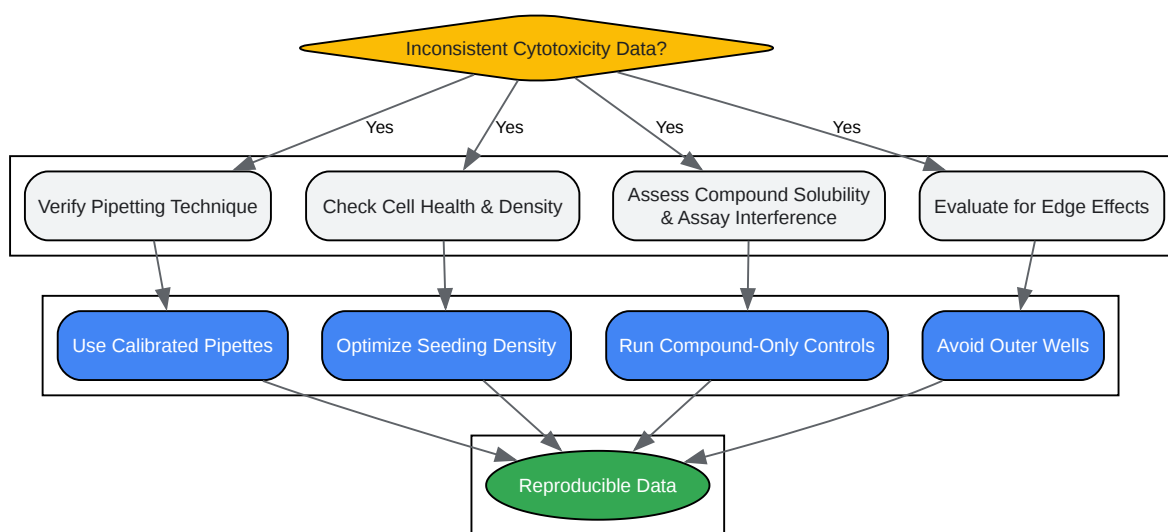 Inconsistent Cytotoxicity Data?
Yes
Yes
Yes
Yes
Verify Pipetting Technique
Check Cell Health & Density
Assess Compound Solubility
& Assay Interference
Evaluate for Edge Effects
Use Calibrated Pipettes
Optimize Seeding Density
Run Compound-Only Controls
Avoid Outer Wells
Reproducible Data